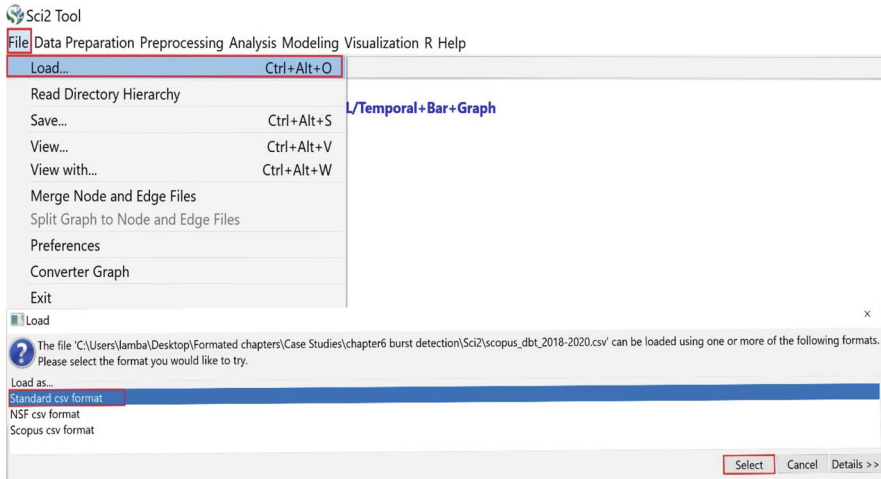 Sci2 Tool
File Data Preparation Preprocessing Analysis Modeling Visualization R Help
Load... Ctrl+Alt+O
Read Directory Hierarchy
L/Temporal+Bar+Graph
Save... Ctrl+Alt+S
View... Ctrl+Alt+V
View with... Ctrl+Alt+W
Merge Node and Edge Files
Split Graph to Node and Edge Files
Preferences
Converter Graph
Exit
Load x
The file 'C:\Users\lamba\Desktop\Formated chapters\Case Studies\chapter6 burst detection\Sci2\scopus_dbt_2018-2020.csv' can be loaded using one or more of the following formats.
Please select the format you would like to try.
Load as...
Standard csv format
NSF csv format
Scopus csv format
Select Cancel Details >>